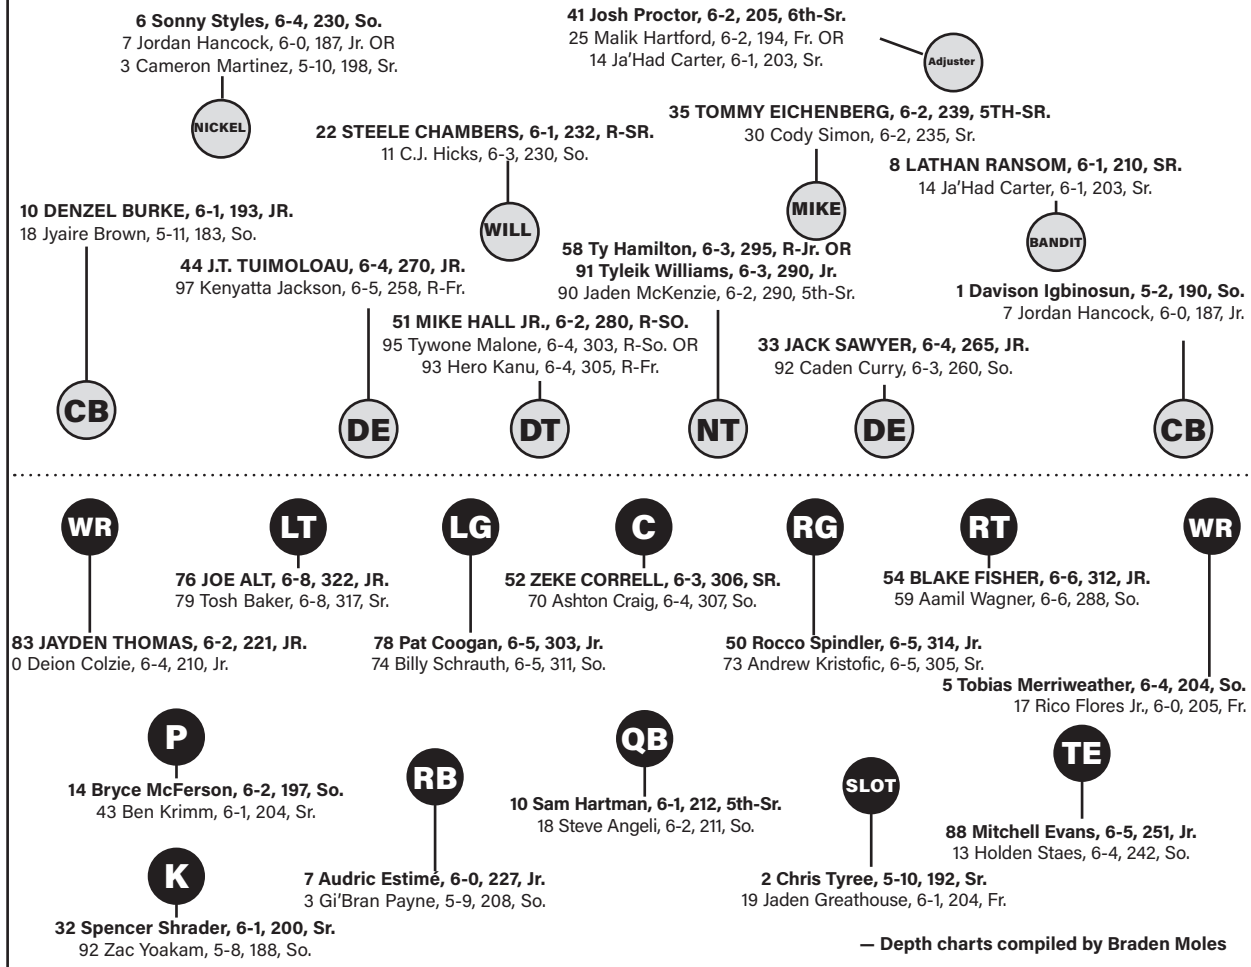 6 Sonny Styles, 6-4, 230, So.
7 Jordan Hancock, 6-0, 187, Jr. OR
3 Cameron Martinez, 5-10, 198, Sr.
NICKEL
41 Josh Proctor, 6-2, 205, 6th-Sr.
25 Malik Hartford, 6-2, 194, Fr. OR
14 Ja'Had Carter, 6-1, 203, Sr.
Adjuster
22 STEELE CHAMBERS, 6-1, 232, R-SR.
11 C.J. Hicks, 6-3, 230, So.
WILL
35 TOMMY EICHENBERG, 6-2, 239, 5TH-SR.
30 Cody Simon, 6-2, 235, Sr.
MIKE
8 LATHAN RANSOM, 6-1, 210, SR.
14 Ja'Had Carter, 6-1, 203, Sr.
BANDIT
10 DENZEL BURKE, 6-1, 193, JR.
18 Jyaire Brown, 5-11, 183, So.
CB
44 J.T. TUIMOLOAU, 6-4, 270, JR.
97 Kenyatta Jackson, 6-5, 258, R-Fr.
DE
51 MIKE HALL JR., 6-2, 280, R-SO.
95 Tywone Malone, 6-4, 303, R-So. OR
93 Hero Kanu, 6-4, 305, R-Fr.
DT
58 Ty Hamilton, 6-3, 295, R-Jr. OR
91 Tyleik Williams, 6-3, 290, Jr.
90 Jaden McKenzie, 6-2, 290, 5th-Sr.
NT
33 JACK SAWYER, 6-4, 265, JR.
92 Caden Curry, 6-3, 260, So.
DE
1 Davison Igbinosun, 5-2, 190, So.
7 Jordan Hancock, 6-0, 187, Jr.
CB
WR
83 JAYDEN THOMAS, 6-2, 221, JR.
0 Deion Colzie, 6-4, 210, Jr.
LT
76 JOE ALT, 6-8, 322, JR.
79 Tosh Baker, 6-8, 317, Sr.
LG
78 Pat Coogan, 6-5, 303, Jr.
74 Billy Schrauth, 6-5, 311, So.
C
52 ZEKE CORRELL, 6-3, 306, SR.
70 Ashton Craig, 6-4, 307, So.
RG
50 Rocco Spindler, 6-5, 314, Jr.
73 Andrew Kristofic, 6-5, 305, Sr.
RT
54 BLAKE FISHER, 6-6, 312, JR.
59 Aamil Wagner, 6-6, 288, So.
WR
5 Tobias Merriweather, 6-4, 204, So.
17 Rico Flores Jr., 6-0, 205, Fr.
P
14 Bryce McFerson, 6-2, 197, So.
43 Ben Krimm, 6-1, 204, Sr.
RB
7 Audric Estimé, 6-0, 227, Jr.
3 Gi'Bran Payne, 5-9, 208, So.
QB
10 Sam Hartman, 6-1, 212, 5th-Sr.
18 Steve Angeli, 6-2, 211, So.
SLOT
2 Chris Tyree, 5-10, 192, Sr.
19 Jaden Greathouse, 6-1, 204, Fr.
TE
88 Mitchell Evans, 6-5, 251, Jr.
13 Holden Staes, 6-4, 242, So.
K
32 Spencer Shrader, 6-1, 200, Sr.
92 Zac Yoakam, 5-8, 188, So.
— Depth charts compiled by Braden Moles